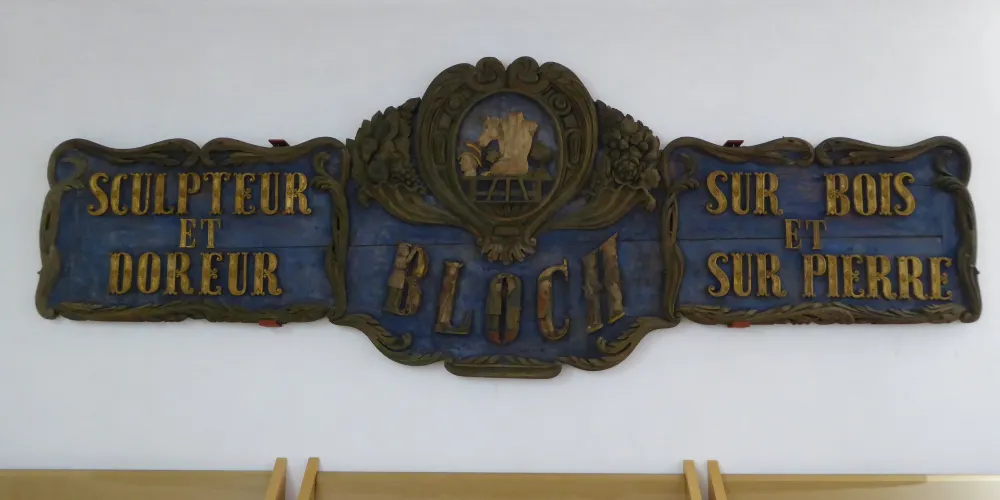 SCULPTEUR
ET
DOREUR
BLOCH
SUR BOIS
ET
SUR PIERRE